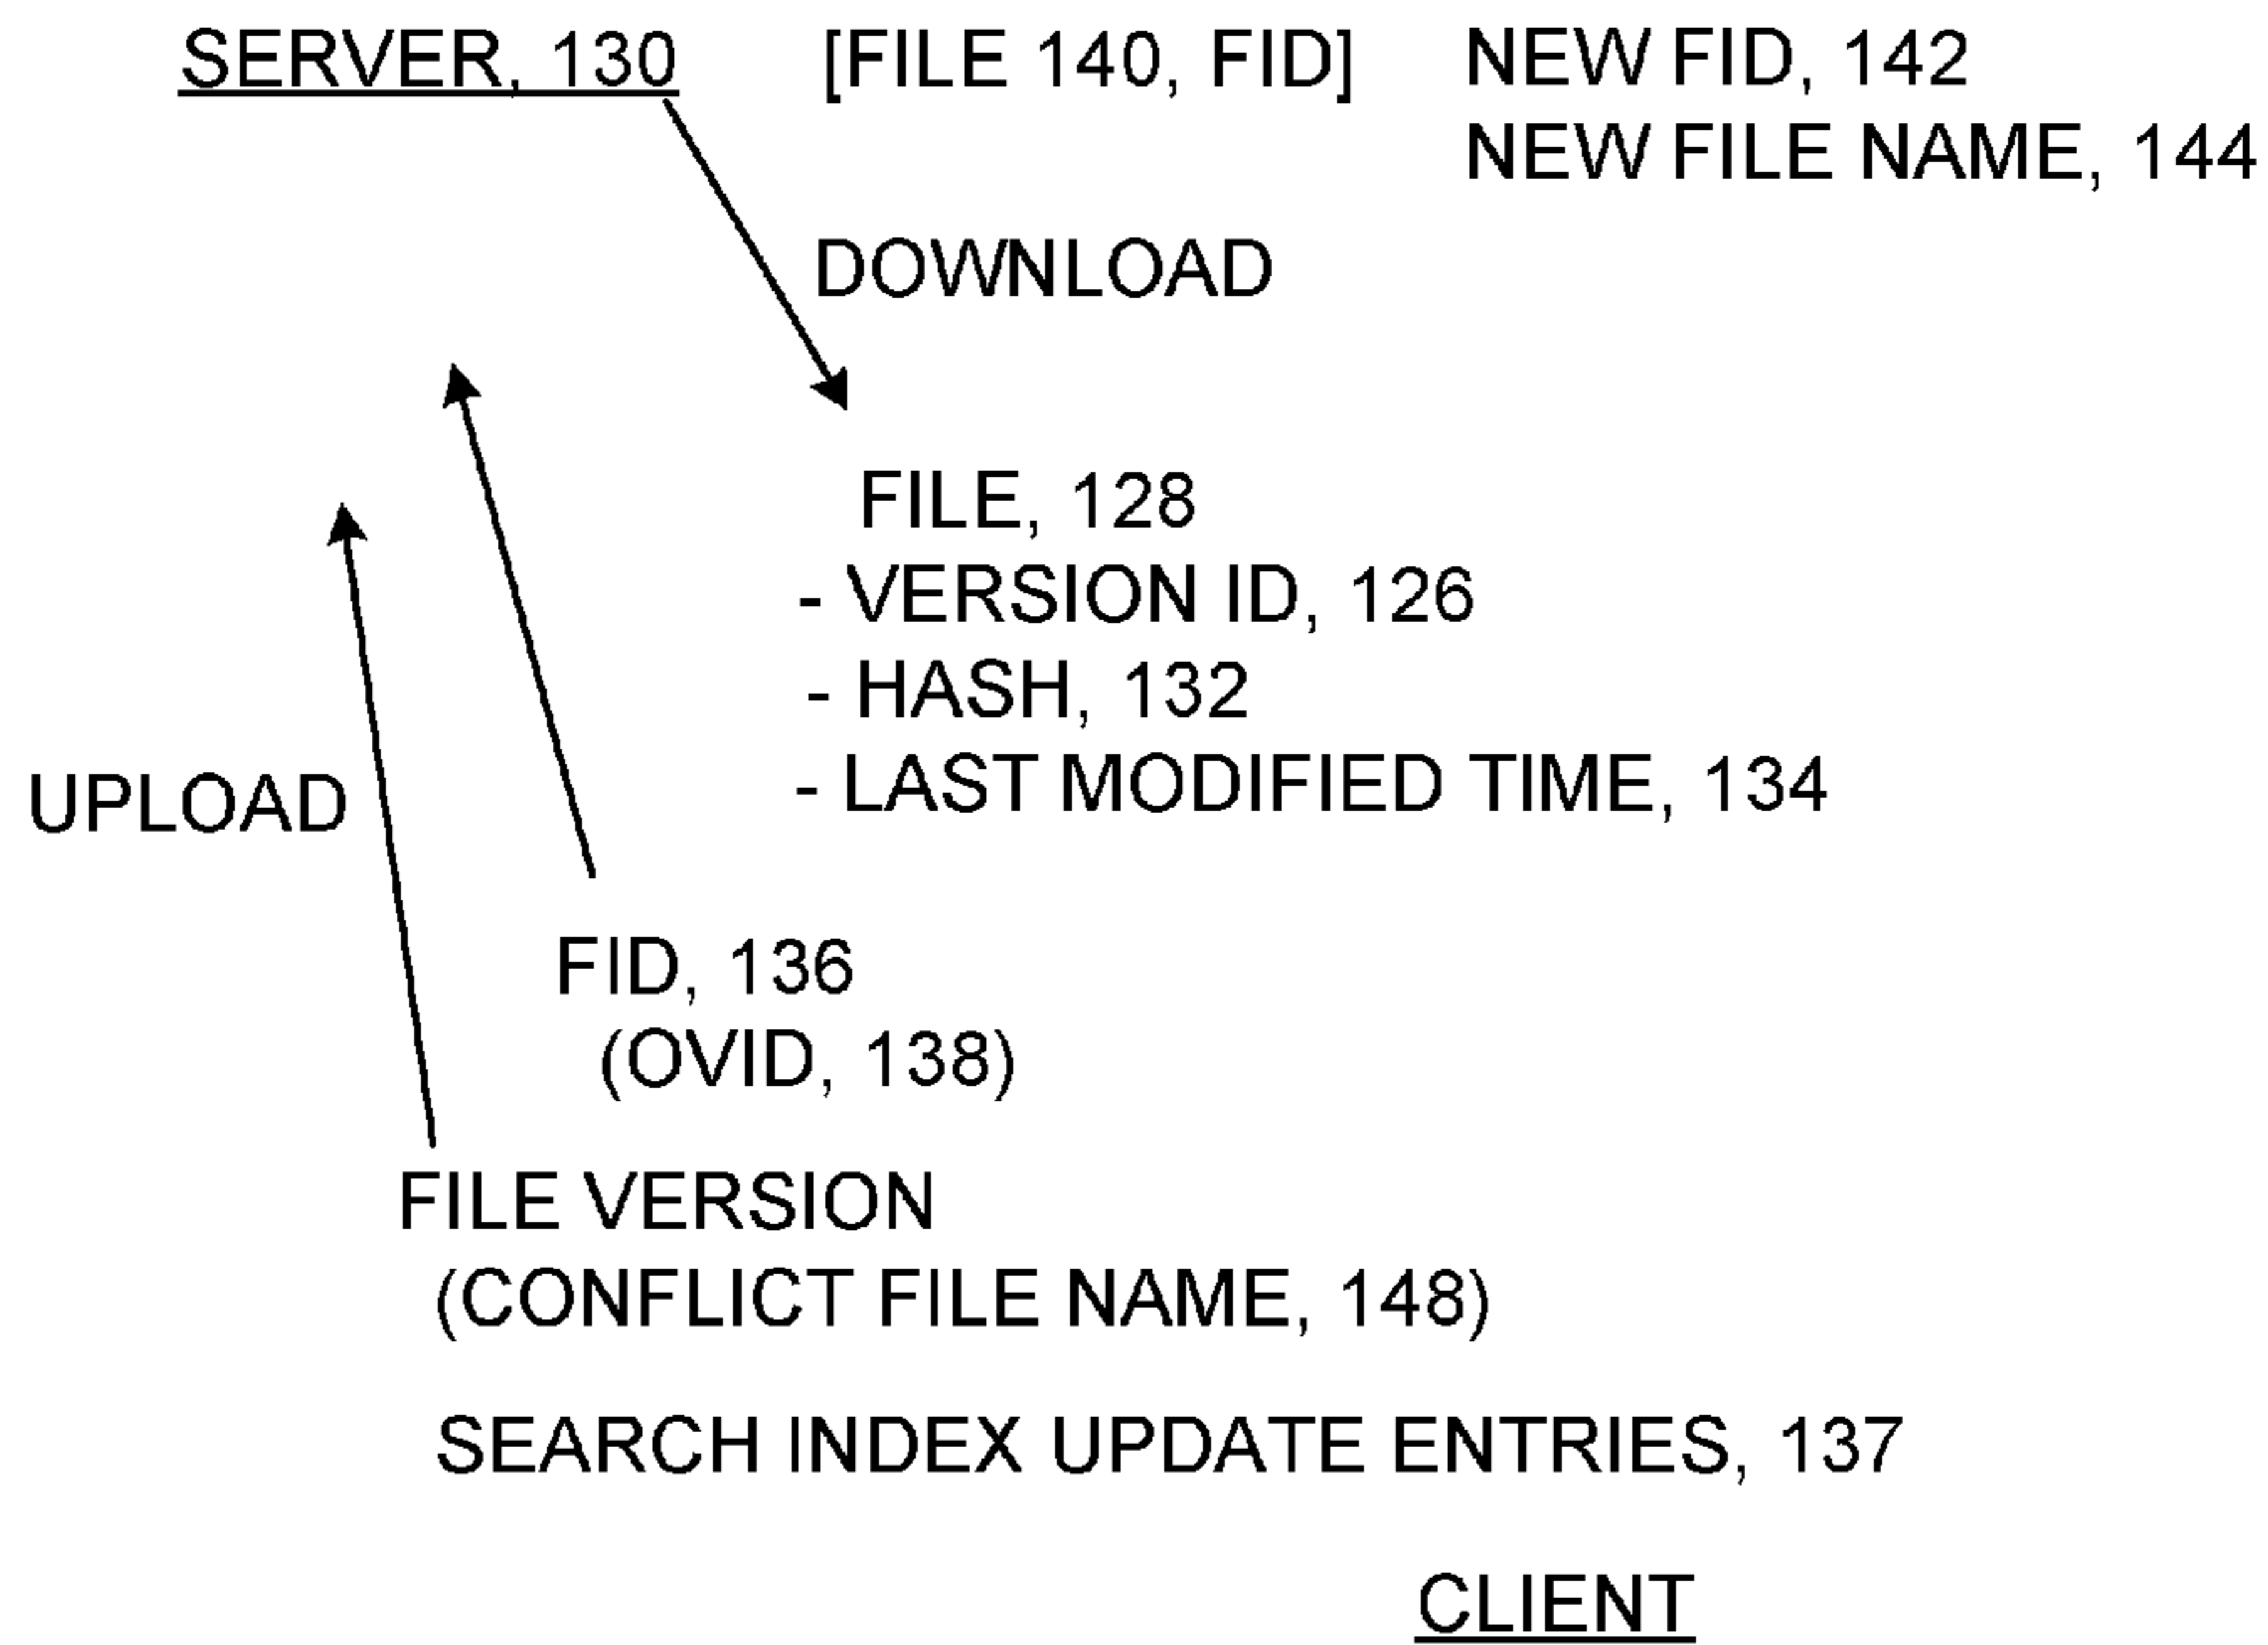 SERVER, 130 [FILE 140, FID] NEW FID, 142
NEW FILE NAME, 144
DOWNLOAD
FILE, 128
- VERSION ID, 126
- HASH, 132
- LAST MODIFIED TIME, 134
UPLOAD
FID, 136
(OVID, 138)
FILE VERSION
(CONFLICT FILE NAME, 148)
SEARCH INDEX UPDATE ENTRIES, 137
CLIENT